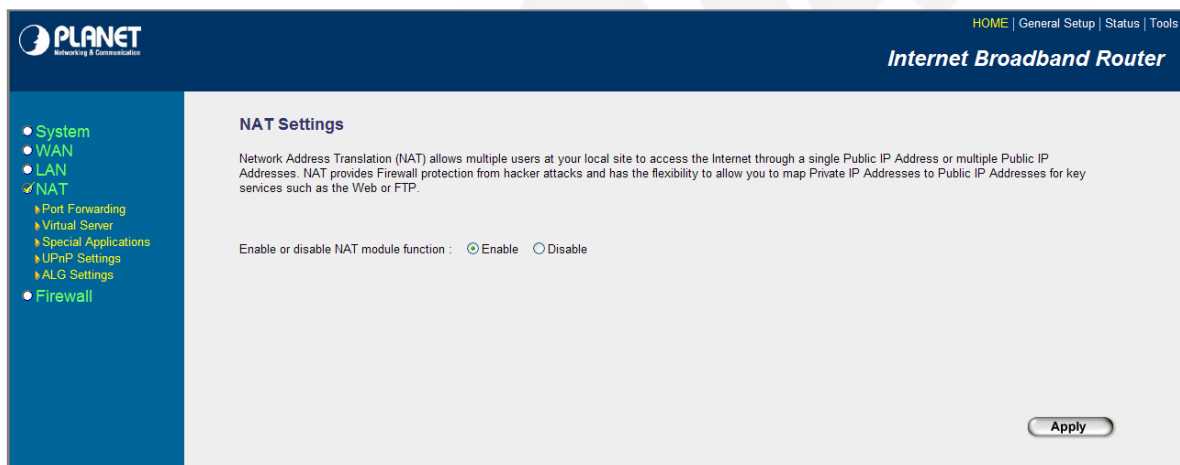 PLANET
Networking & Communication
HOME | General Setup | Status | Tools
Internet Broadband Router
System
WAN
LAN
NAT
Port Forwarding
Virtual Server
Special Applications
UPnP Settings
ALG Settings
Firewall
NAT Settings
Network Address Translation (NAT) allows multiple users at your local site to access the Internet through a single Public IP Address or multiple Public IP
Addresses. NAT provides Firewall protection from hacker attacks and has the flexibility to allow you to map Private IP Addresses to Public IP Addresses for key
services such as the Web or FTP.
Enable or disable NAT module function : Enable Disable
Apply